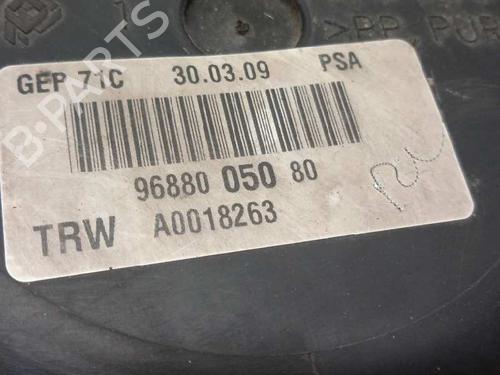 >PP, PUR
GEP 71C 30.03.09 PSA
96880 050 80
TRW A0018263
B-PARTS